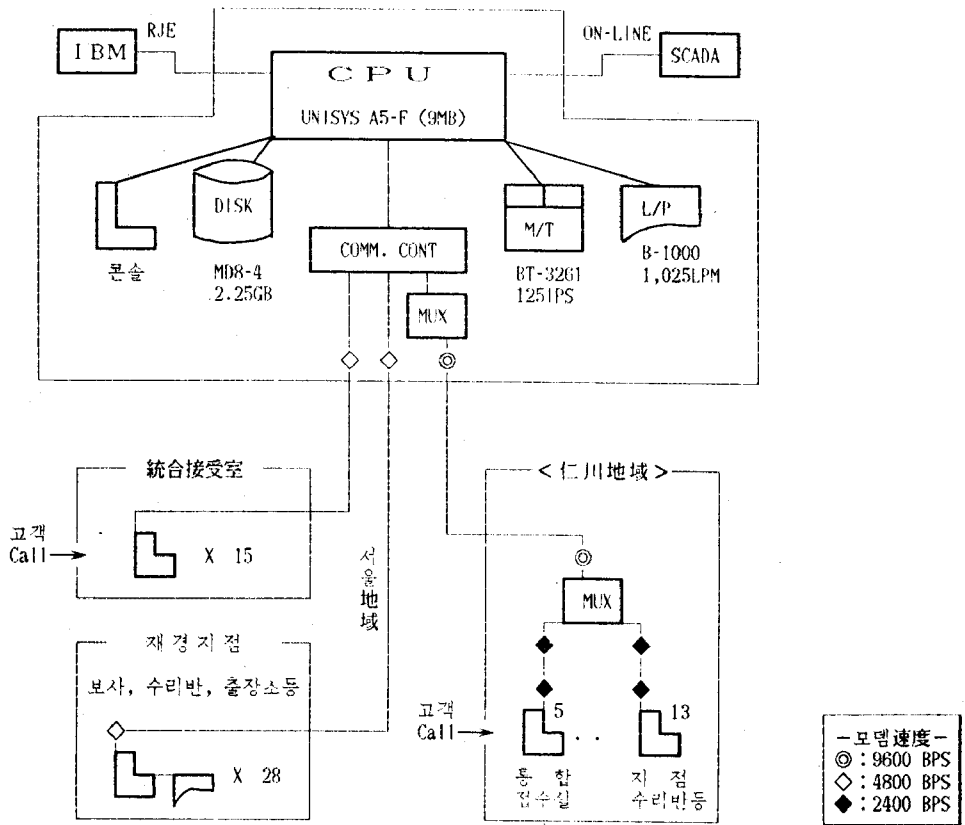 IBM
RJE
ON-LINE
SCADA
CPU
UNISYS A5-F (9MB)
콘솔
DISK
MD8-4
2.25GB
COMM. CONT
MUX
M/T
BT-3261
125IPS
L/P
B-1000
1,025LPM
統合接受室
고객
Call
X 15
서울地域
재경지점
보사, 수리반, 출장소등
X 28
<仁川地域>
MUX
고객
Call
5
..
13
통 합
접수실
지 점
수리반등
-모뎀速度-
◎:9600 BPS
◇:4800 BPS
◆:2400 BPS